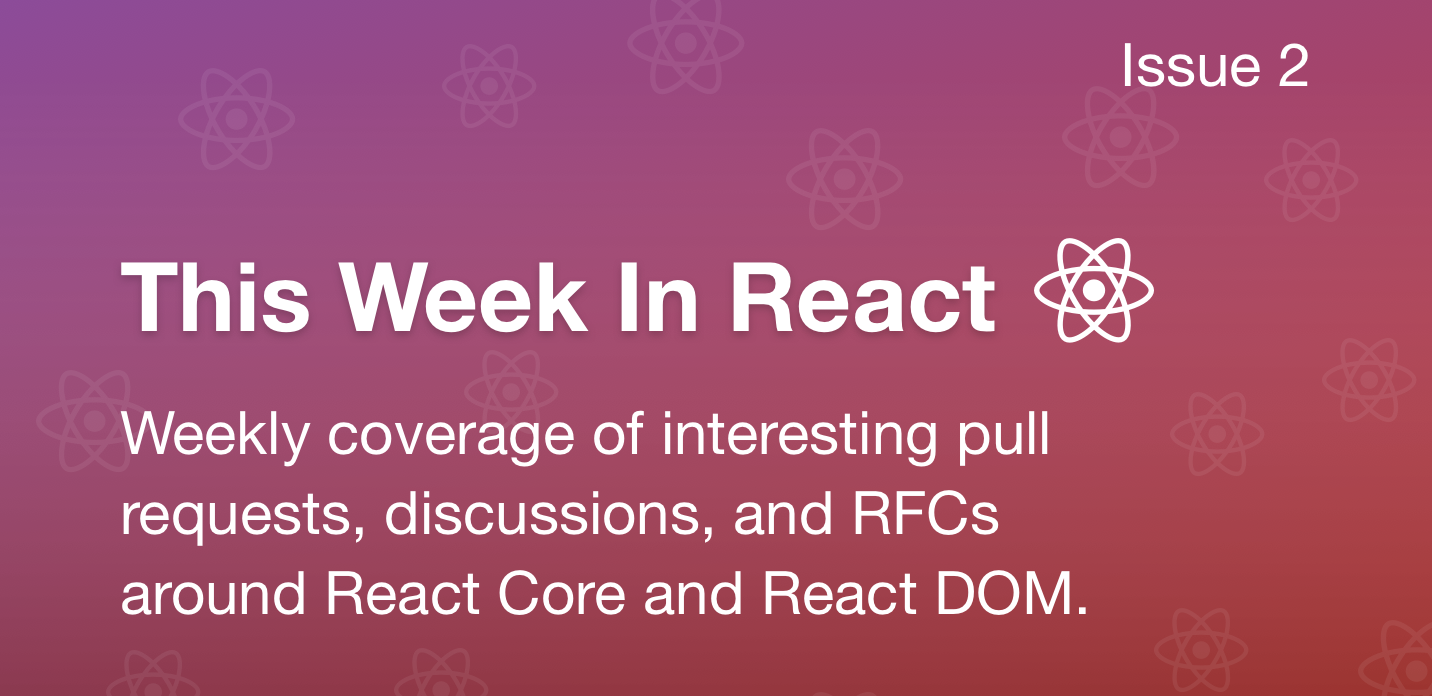 Issue 2
This Week In React
Weekly coverage of interesting pull
requests, discussions, and RFCs
around React Core and React DOM.